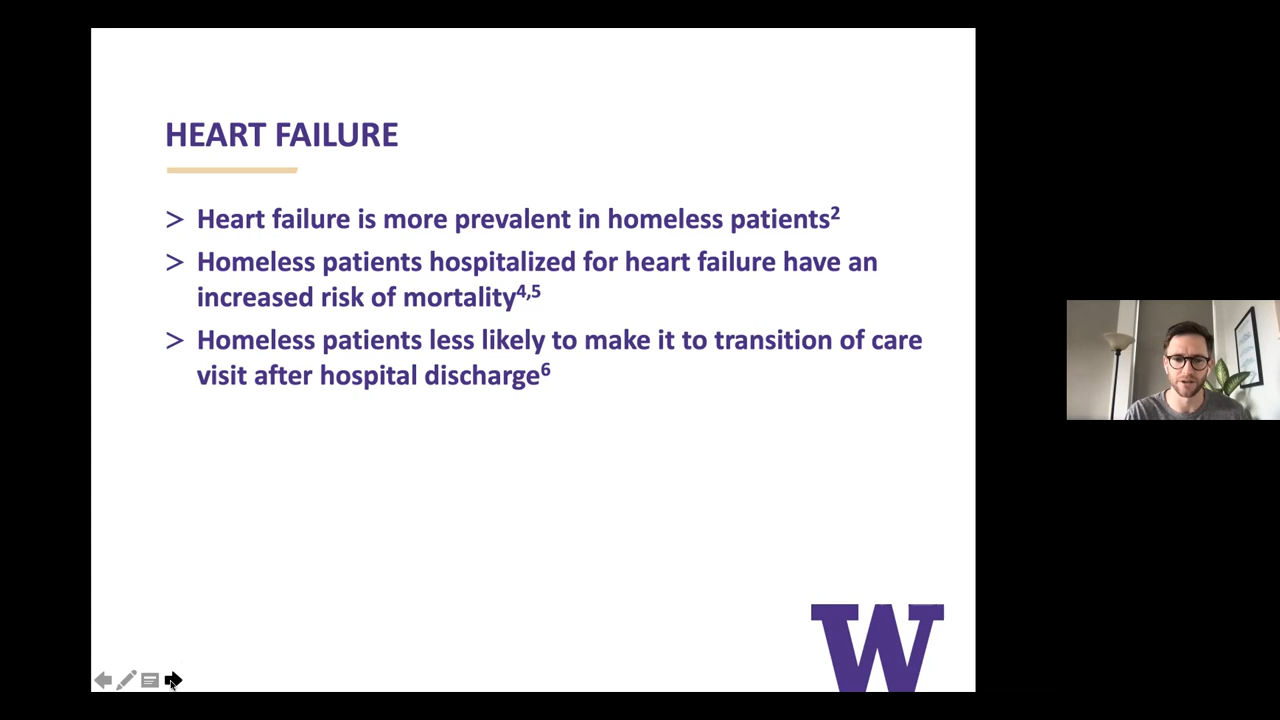 HEART FAILURE
> Heart failure is more prevalent in homeless patients2
> Homeless patients hospitalized for heart failure have an
increased risk of mortality4,5
> Homeless patients less likely to make it to transition of care
visit after hospital discharge6
W